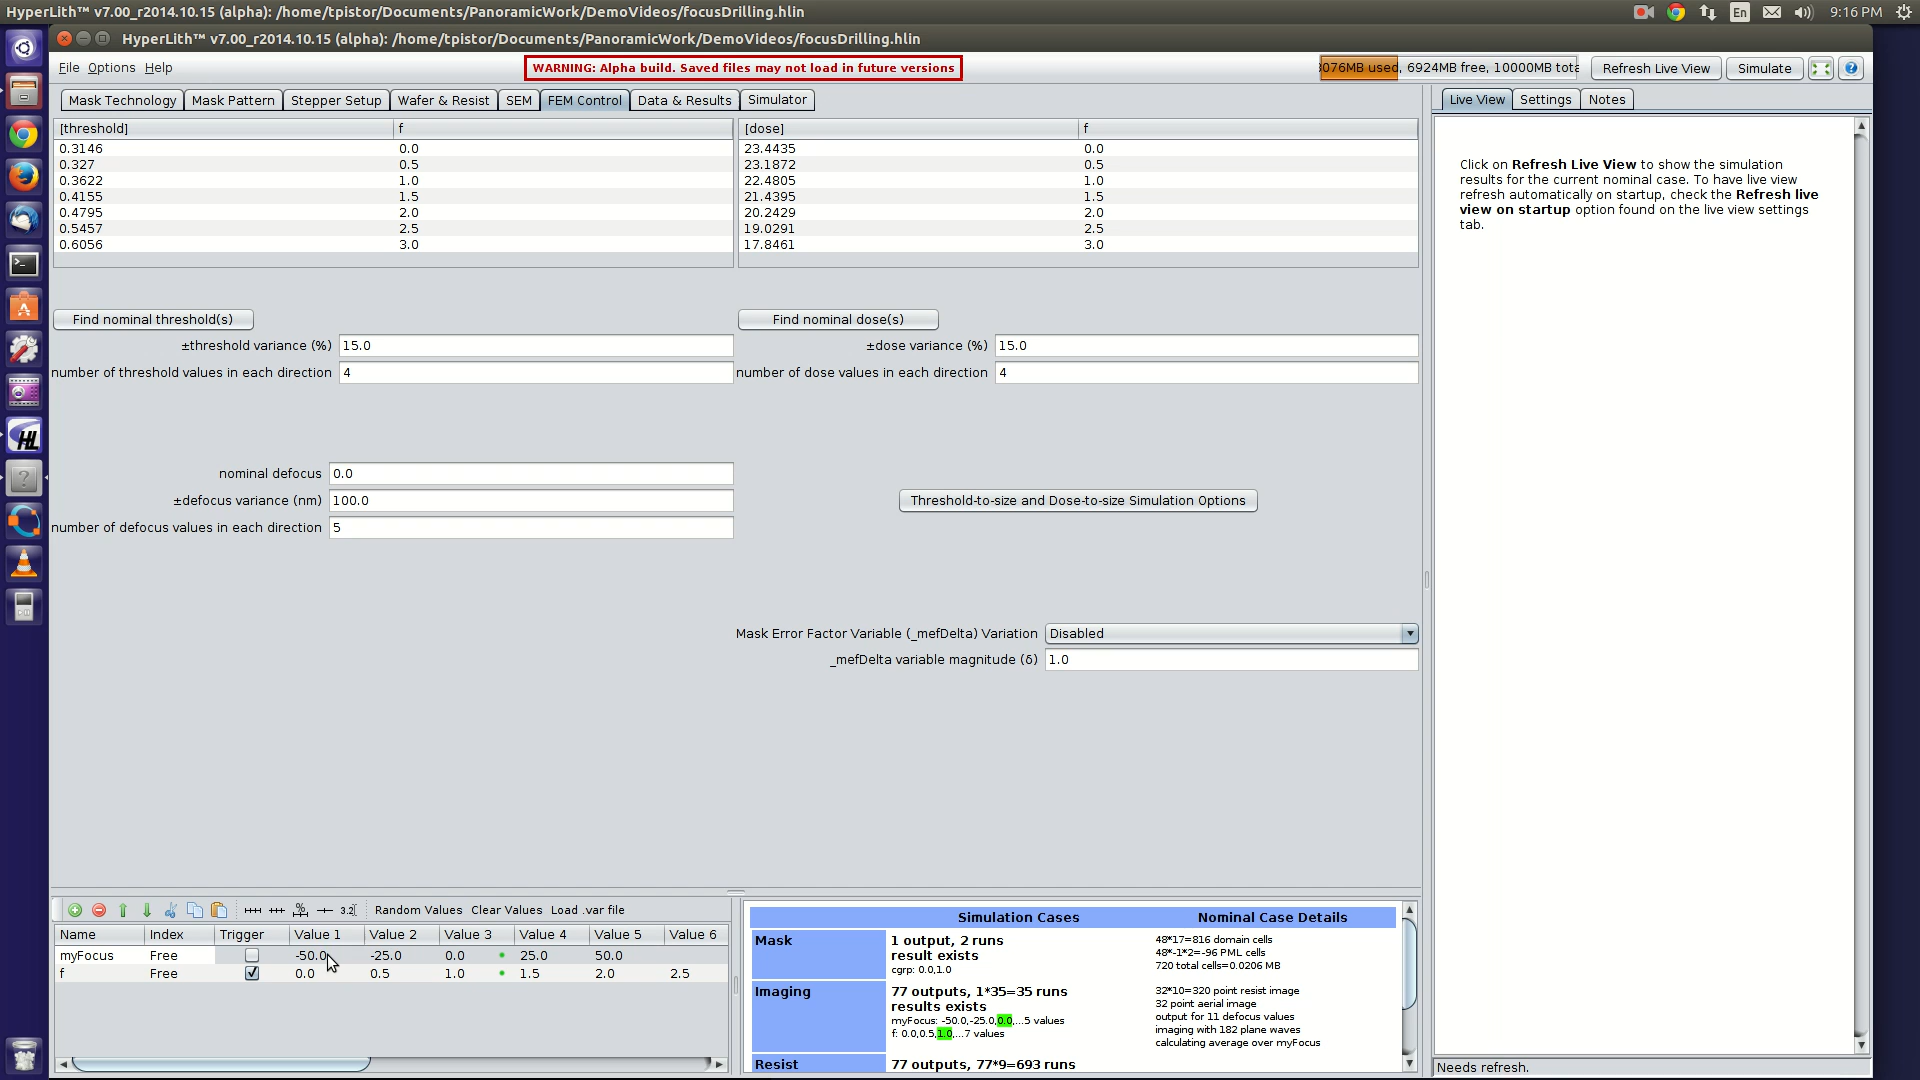 HyperLith™ v7.00_r2014.10.15 (alpha): /home/tpistor/Documents/PanoramicWork/DemoVideos/focusDrilling.hlin
En
9:16 PM
HyperLith™ v7.00_r2014.10.15 (alpha): /home/tpistor/Documents/PanoramicWork/DemoVideos/focusDrilling.hlin
File Options Help
WARNING: Alpha build. Saved files may not load in future versions
076MB used, 6924MB free, 10000MB tota
Refresh Live View
Simulate
Mask Technology Mask Pattern Stepper Setup Wafer & Resist SEM FEM Control Data & Results Simulator
Live View Settings Notes
[threshold] f
0.3146 0.0
0.327 0.5
0.3622 1.0
0.4155 1.5
0.4795 2.0
0.5457 2.5
0.6056 3.0
[dose] f
23.4435 0.0
23.1872 0.5
22.4805 1.0
21.4395 1.5
20.2429 2.0
19.0291 2.5
17.8461 3.0
Click on Refresh Live View to show the simulation
results for the current nominal case. To have live view
refresh automatically on startup, check the Refresh live
view on startup option found on the live view settings
tab.
Find nominal threshold(s)
±threshold variance (%) 15.0
number of threshold values in each direction 4
Find nominal dose(s)
±dose variance (%) 15.0
number of dose values in each direction 4
nominal defocus 0.0
±defocus variance (nm) 100.0
number of defocus values in each direction 5
Threshold-to-size and Dose-to-size Simulation Options
Mask Error Factor Variable (_mefDelta) Variation Disabled
_mefDelta variable magnitude (δ) 1.0
% 3.2 Random Values Clear Values Load .var file
Name Index Trigger Value 1 Value 2 Value 3 Value 4 Value 5 Value 6
myFocus Free -50.0 -25.0 0.0 25.0 50.0
f Free 0.0 0.5 1.0 1.5 2.0 2.5
Simulation Cases Nominal Case Details
Mask
1 output, 2 runs
result exists
cgrp: 0.0,1.0
48*17=816 domain cells
48*-1*2=-96 PML cells
720 total cells=0.0206 MB
Imaging
77 outputs, 1*35=35 runs
results exists
myFocus: -50.0,-25.0,0.0,...5 values
f: 0.0,0.5,1.0,...7 values
32*10=320 point resist image
32 point aerial image
output for 11 defocus values
imaging with 182 plane waves
calculating average over myFocus
Resist
77 outputs, 77*9=693 runs
Needs refresh.
HL